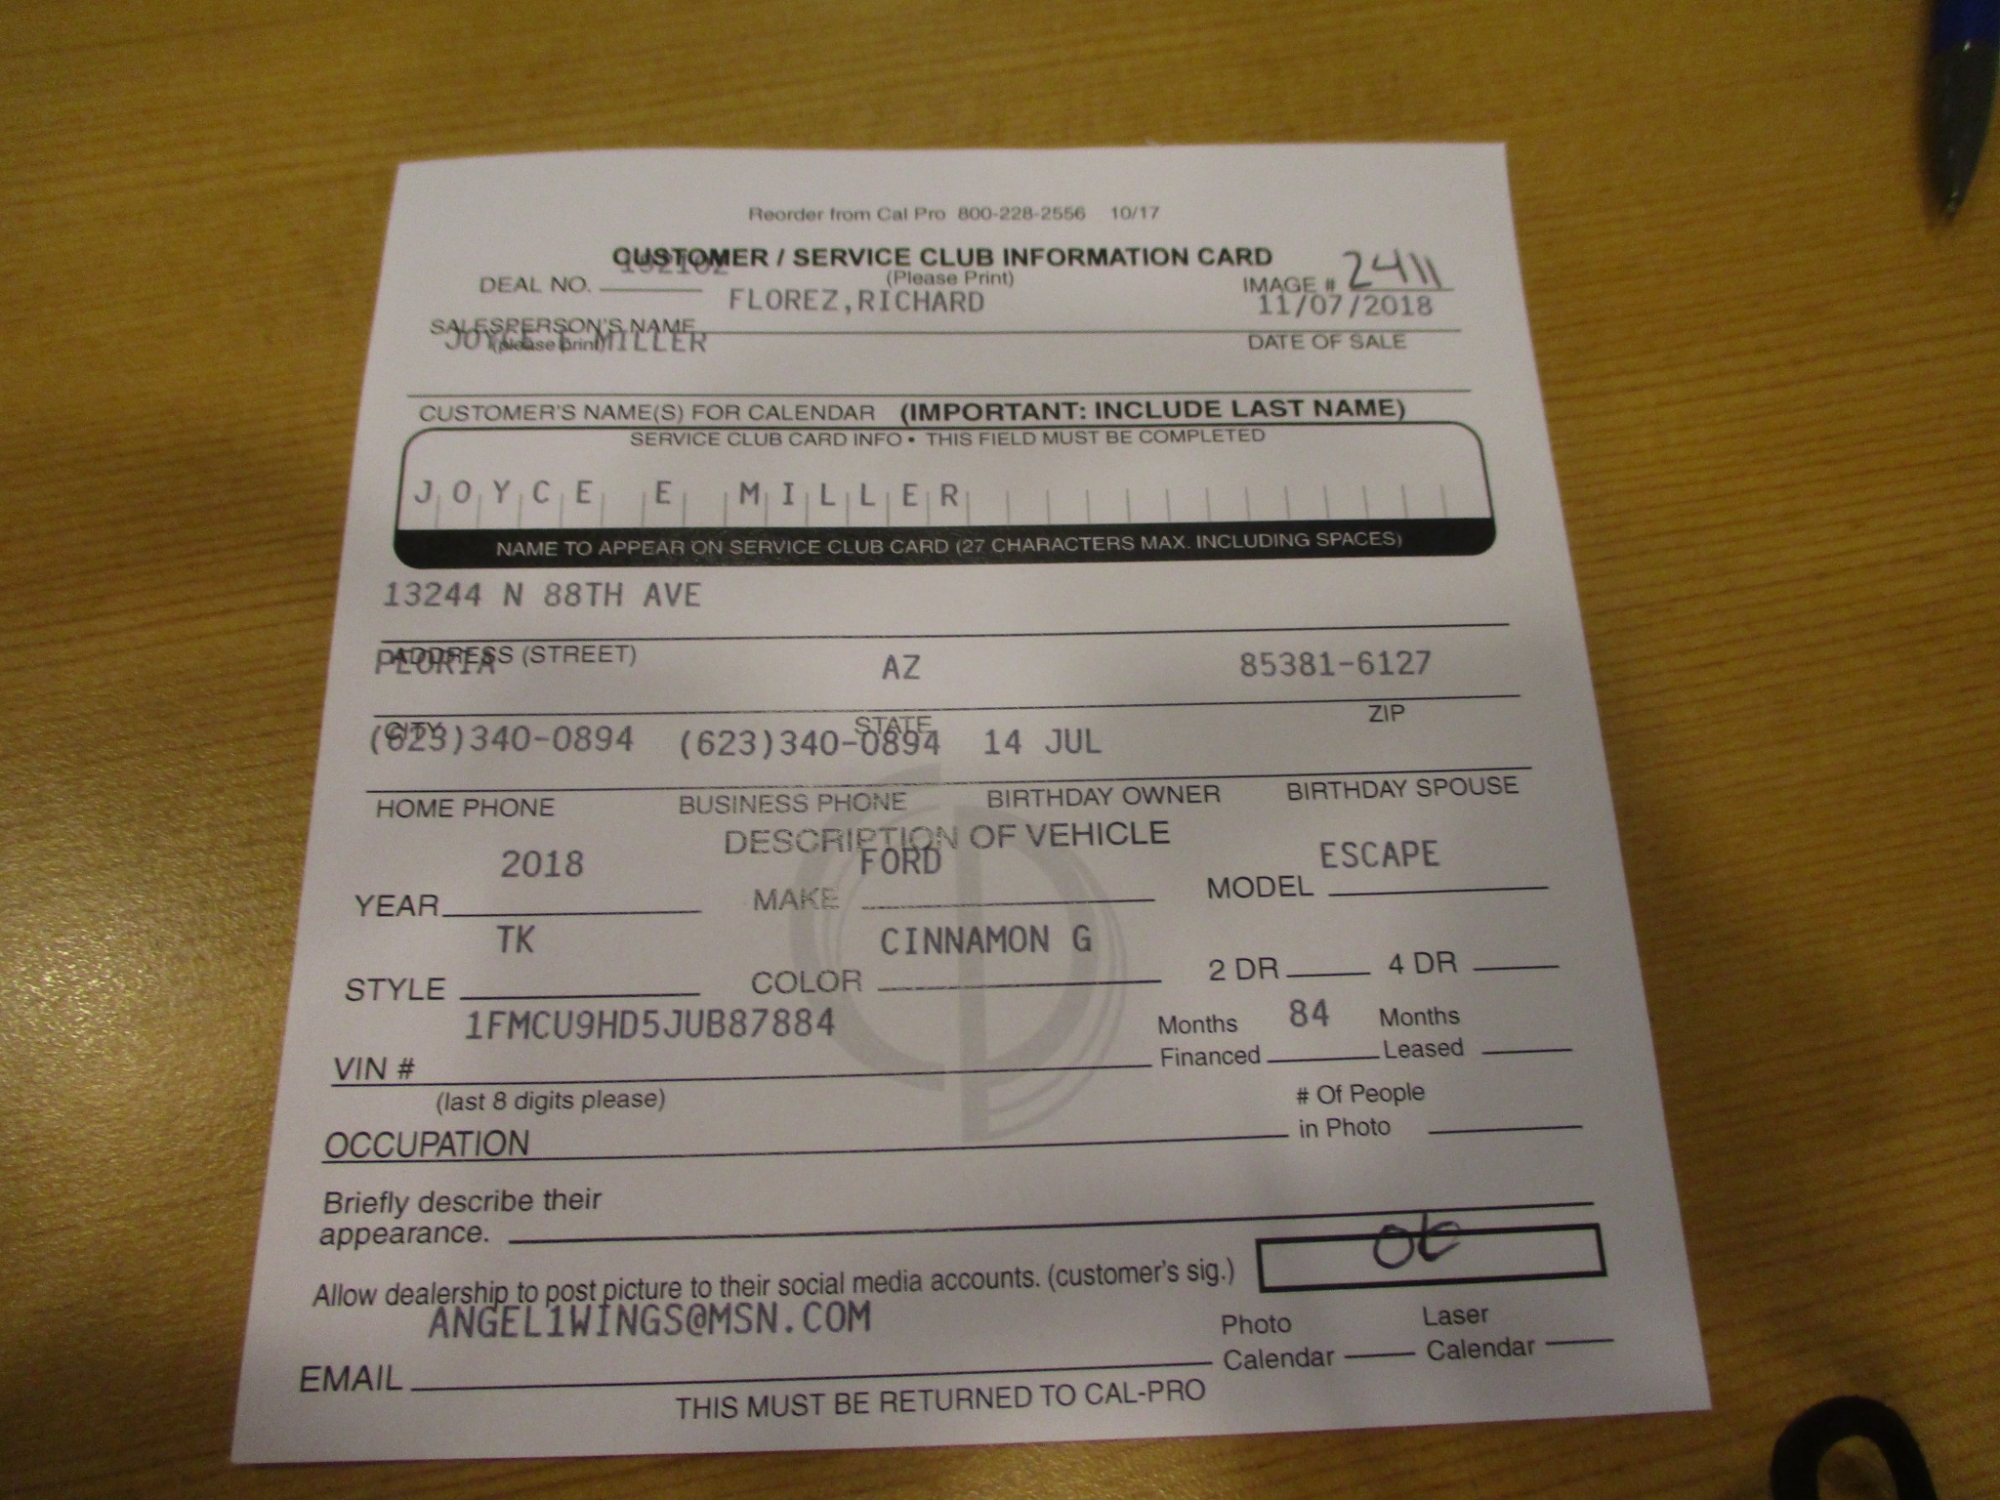 Reorder from Cal Pro 800-228-2556 10/17
CUSTOMER / SERVICE CLUB INFORMATION CARD
(Please Print)
DEAL NO. IMAGE # 2411
FLOREZ,RICHARD 11/07/2018
SALESPERSON'S NAME
(please print) DATE OF SALE
JOYCE E MILLER
CUSTOMER'S NAME(S) FOR CALENDAR (IMPORTANT: INCLUDE LAST NAME)
SERVICE CLUB CARD INFO • THIS FIELD MUST BE COMPLETED
JOYCE E MILLER
NAME TO APPEAR ON SERVICE CLUB CARD (27 CHARACTERS MAX. INCLUDING SPACES)
13244 N 88TH AVE
ADDRESS (STREET)
PEORIA AZ 85381-6127
CITY STATE ZIP
(623)340-0894 (623)340-0894 14 JUL
HOME PHONE BUSINESS PHONE BIRTHDAY OWNER BIRTHDAY SPOUSE
DESCRIPTION OF VEHICLE
2018 FORD ESCAPE
YEAR MAKE MODEL
TK CINNAMON G
STYLE COLOR 2 DR 4 DR
1FMCU9HD5JUB87884 Months 84 Months
VIN # Financed Leased
(last 8 digits please) # Of People
OCCUPATION in Photo
Briefly describe their
appearance.
Allow dealership to post picture to their social media accounts. (customer's sig.) OK
ANGEL1WINGS@MSN.COM Photo Laser
EMAIL Calendar Calendar
THIS MUST BE RETURNED TO CAL-PRO